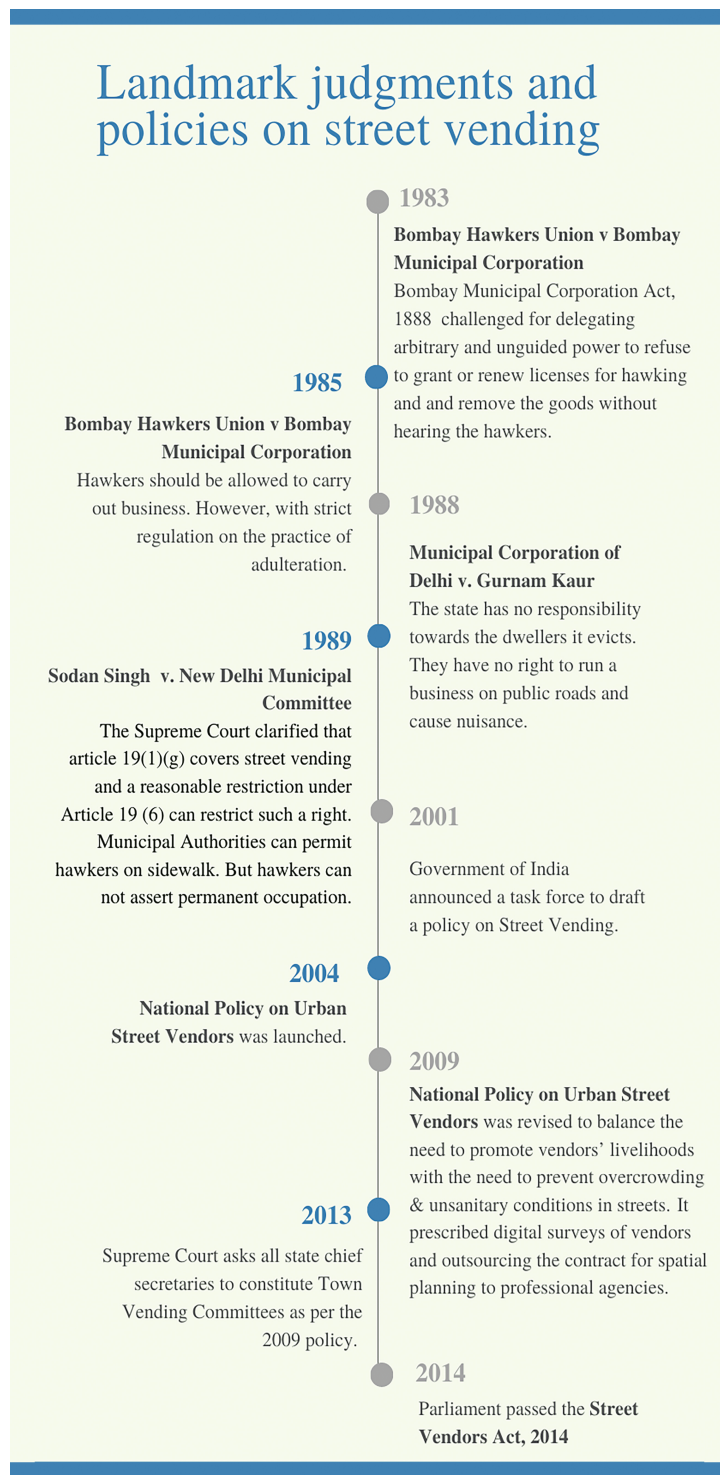 Landmark judgments and
policies on street vending
1983
Bombay Hawkers Union v Bombay
Municipal Corporation
Bombay Municipal Corporation Act,
1888 challenged for delegating
arbitrary and unguided power to refuse
to grant or renew licenses for hawking
and and remove the goods without
hearing the hawkers.
1985
Bombay Hawkers Union v Bombay
Municipal Corporation
Hawkers should be allowed to carry
out business. However, with strict
regulation on the practice of
adulteration.
1988
Municipal Corporation of
Delhi v. Gurnam Kaur
The state has no responsibility
towards the dwellers it evicts.
They have no right to run a
business on public roads and
cause nuisance.
1989
Sodan Singh v. New Delhi Municipal
Committee
The Supreme Court clarified that
article 19(1)(g) covers street vending
and a reasonable restriction under
Article 19 (6) can restrict such a right.
Municipal Authorities can permit
hawkers on sidewalk. But hawkers can
not assert permanent occupation.
2001
Government of India
announced a task force to draft
a policy on Street Vending.
2004
National Policy on Urban
Street Vendors was launched.
2009
National Policy on Urban Street
Vendors was revised to balance the
need to promote vendors’ livelihoods
with the need to prevent overcrowding
& unsanitary conditions in streets. It
prescribed digital surveys of vendors
and outsourcing the contract for spatial
planning to professional agencies.
2013
Supreme Court asks all state chief
secretaries to constitute Town
Vending Committees as per the
2009 policy.
2014
Parliament passed the Street
Vendors Act, 2014